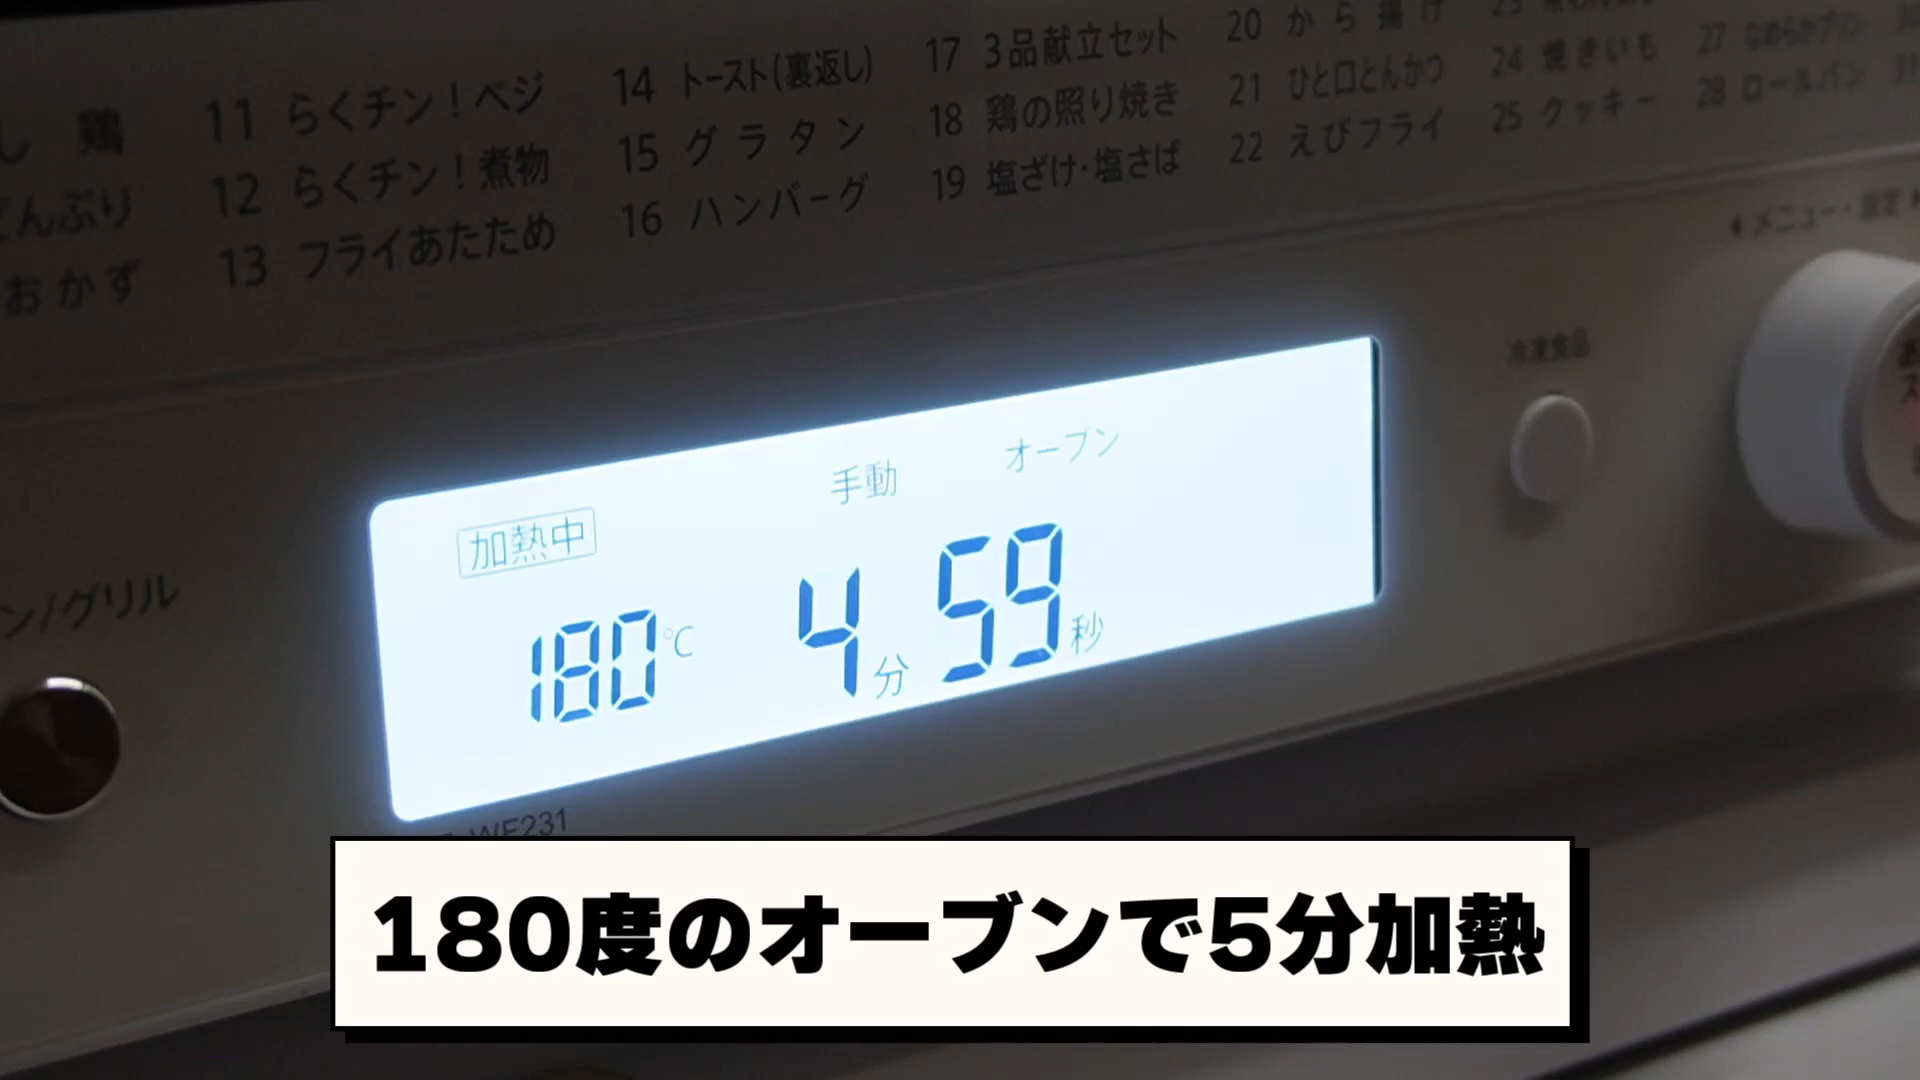 し鶏
どんぶり
おかず
11 らくチン!ベジ
12 らくチン!煮物
13 フライあたため
14 トースト(裏返し)
15 グラタン
16 ハンバーグ
17 3品献立セット
18 鶏の照り焼き
19 塩ざけ・塩さば
20 から揚げ
21 ひと口とんかつ
22 えびフライ
23
24 焼きいも
25 クッキー
27 なめらかプリン
28 ロールパン
メニュー・設定
冷凍食品
ン/グリル
手動 オーブン
加熱中
180℃ 4分59秒
WF231
180度のオーブンで5分加熱